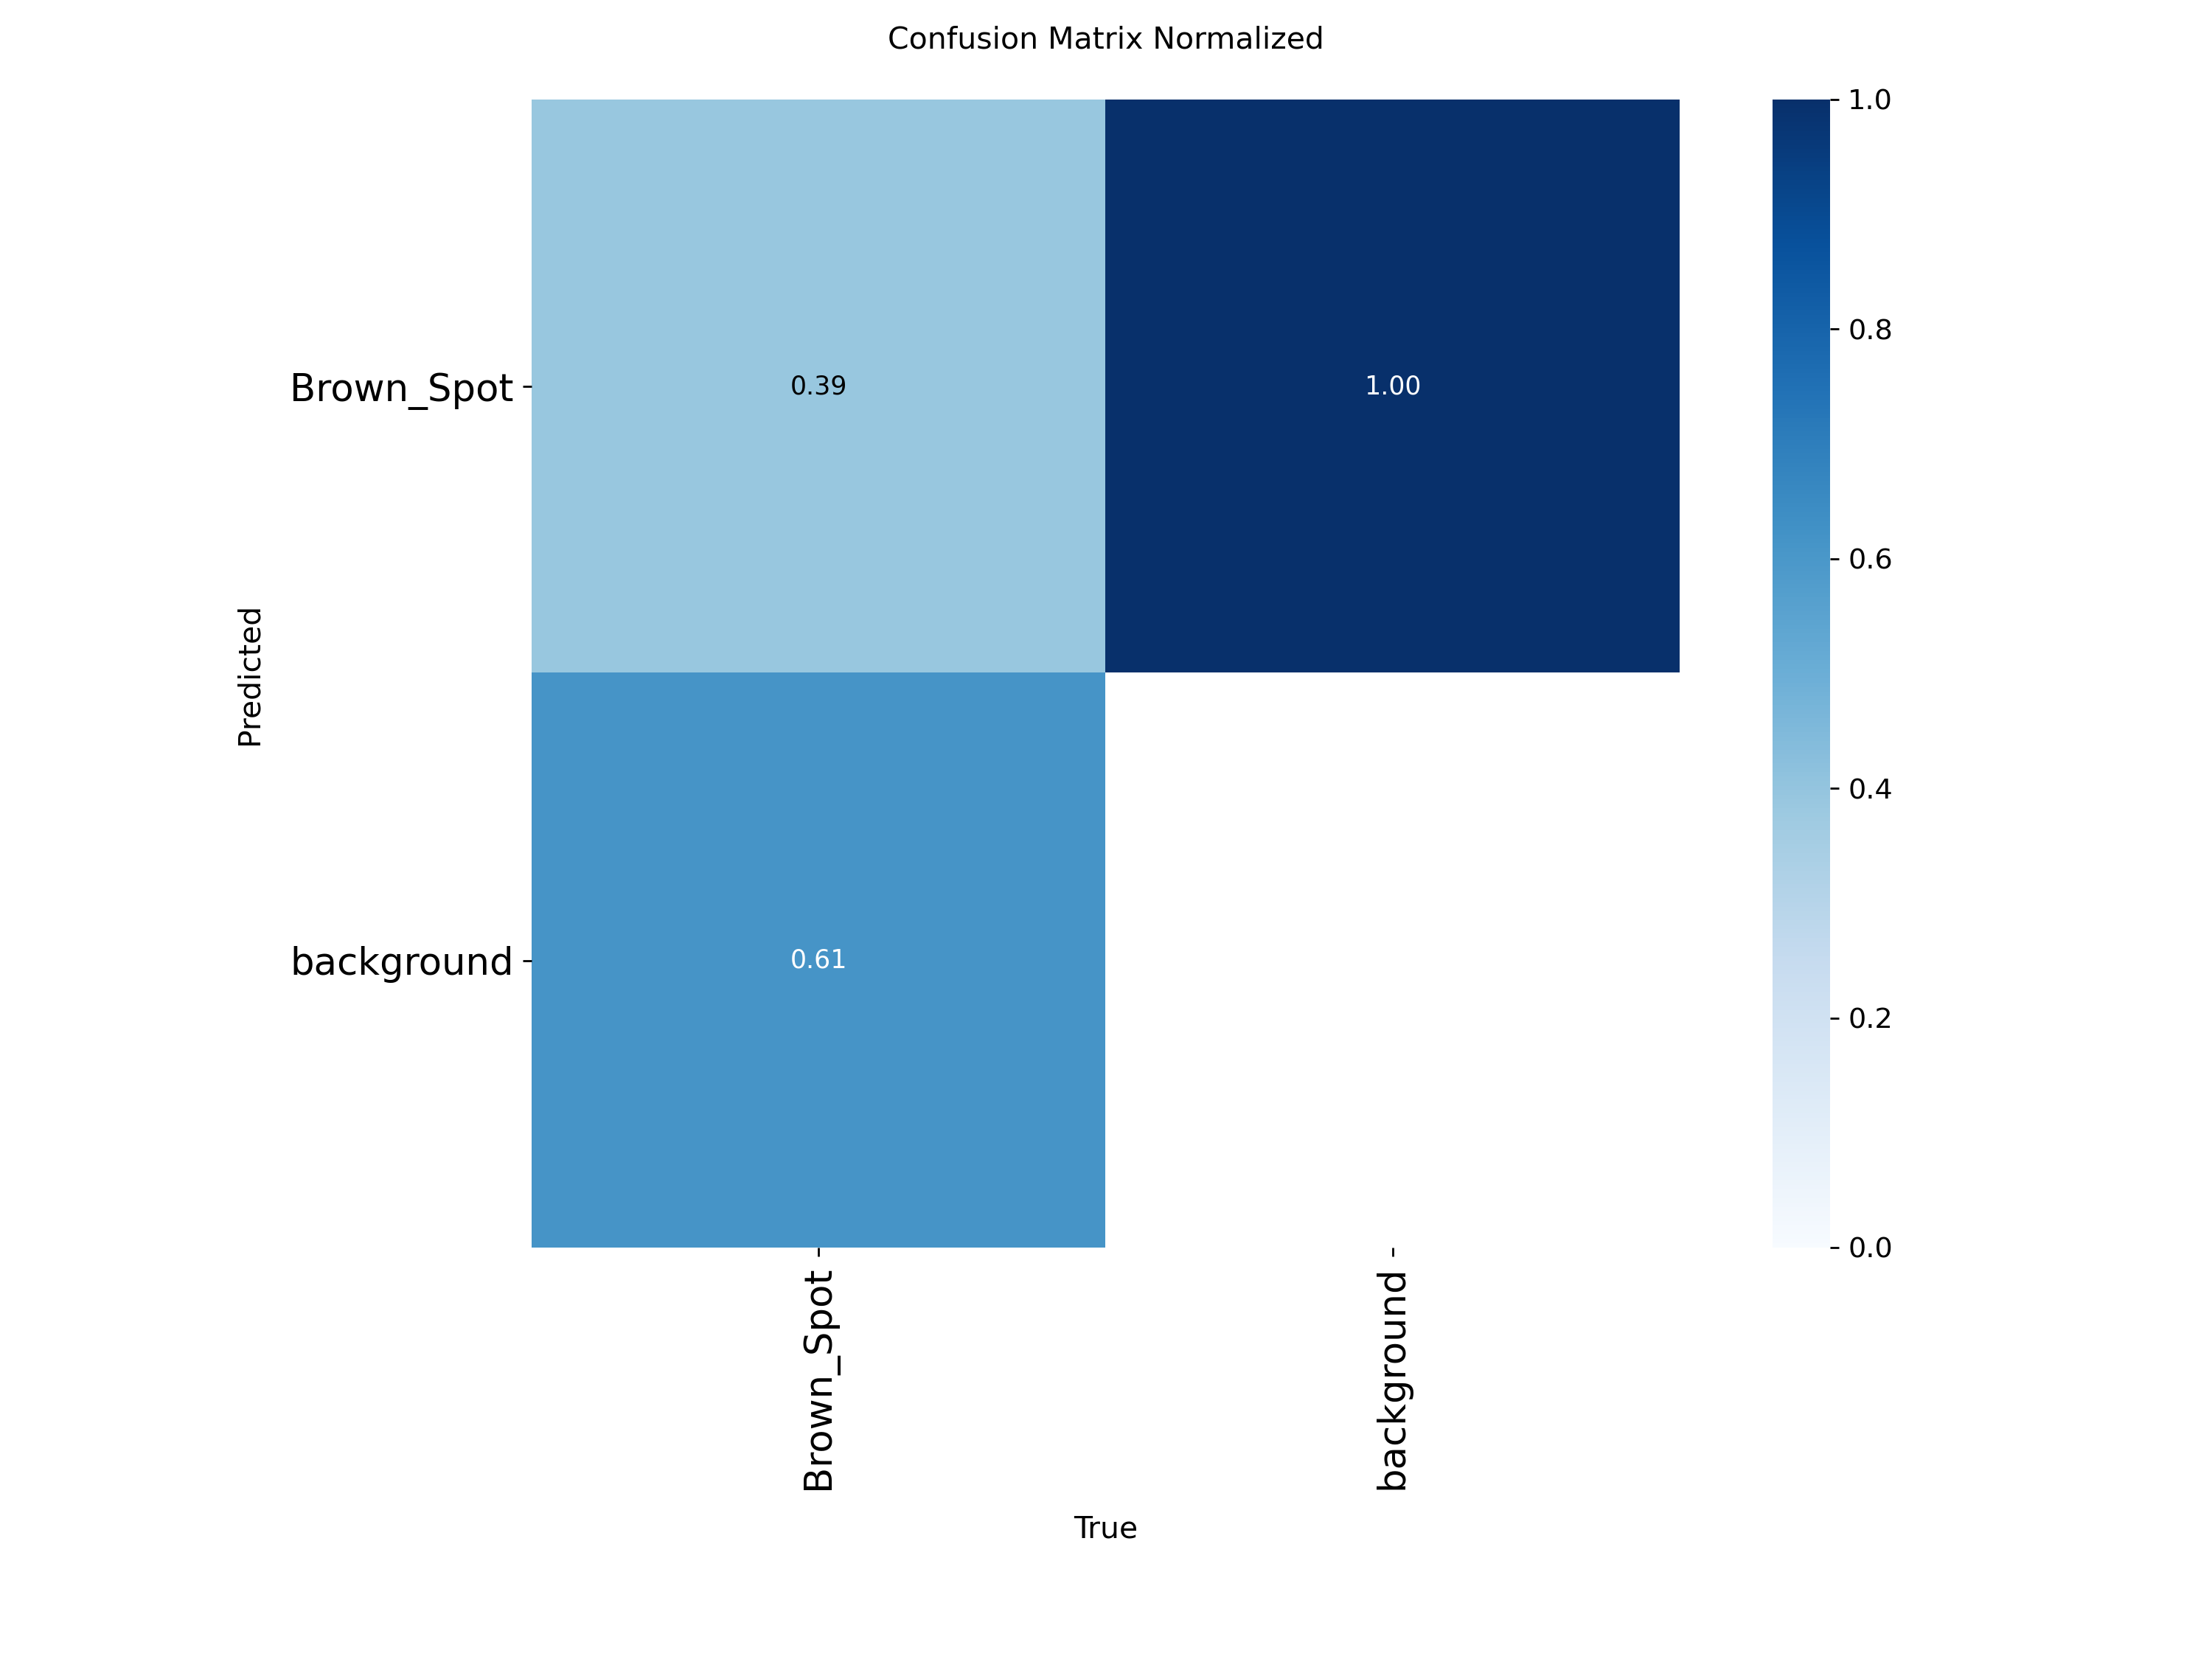 Confusion Matrix Normalized
Predicted
Brown_Spot
background
0.39
1.00
0.61
Brown_Spot
background
True
1.0
0.8
0.6
0.4
0.2
0.0